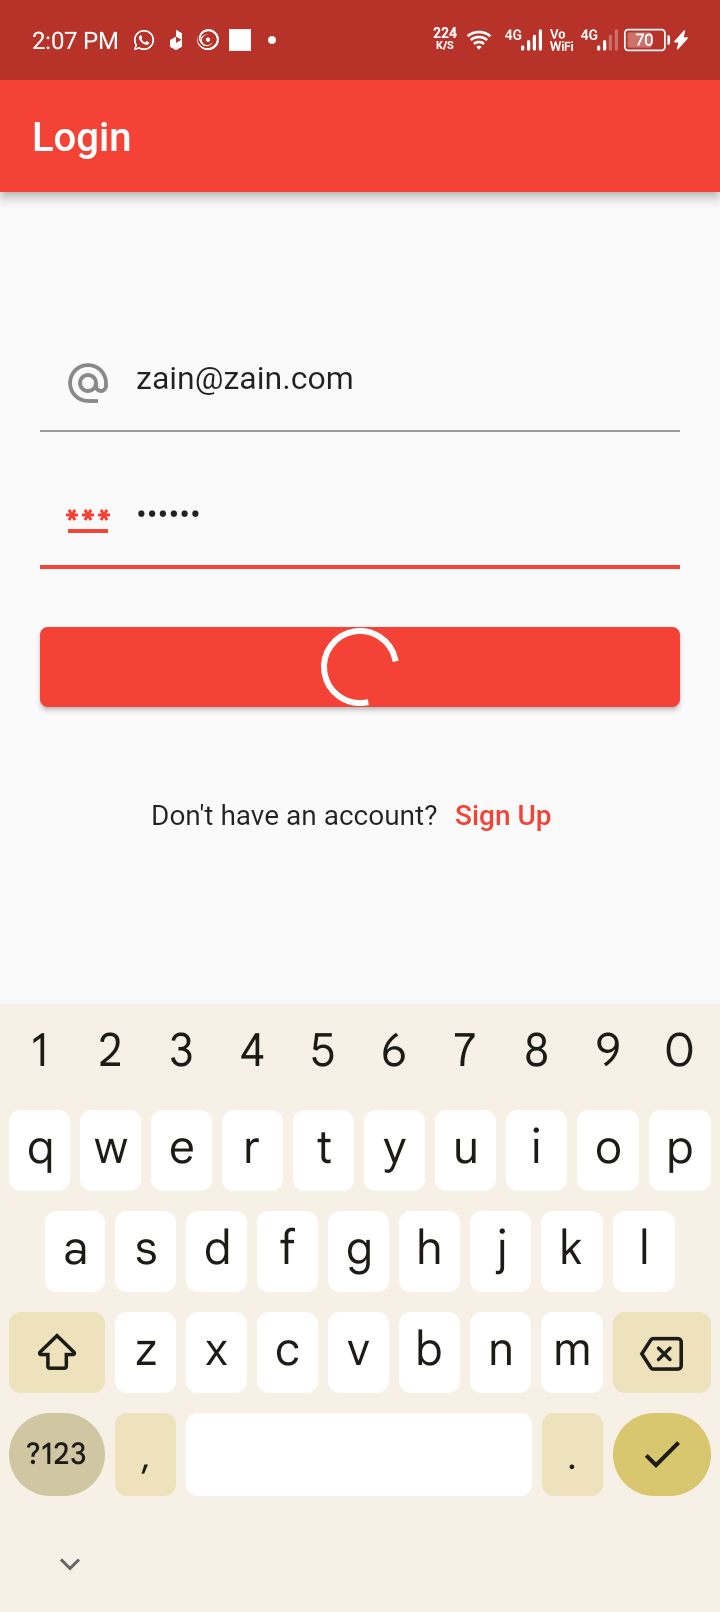 2:07 PM 224 K/S 4G Vo WiFi 4G 70
Login
zain@zain.com
*** ••••••
Don't have an account? Sign Up
1 2 3 4 5 6 7 8 9 0
q w e r t y u i o p
a s d f g h j k l
z x c v b n m
?123 , .